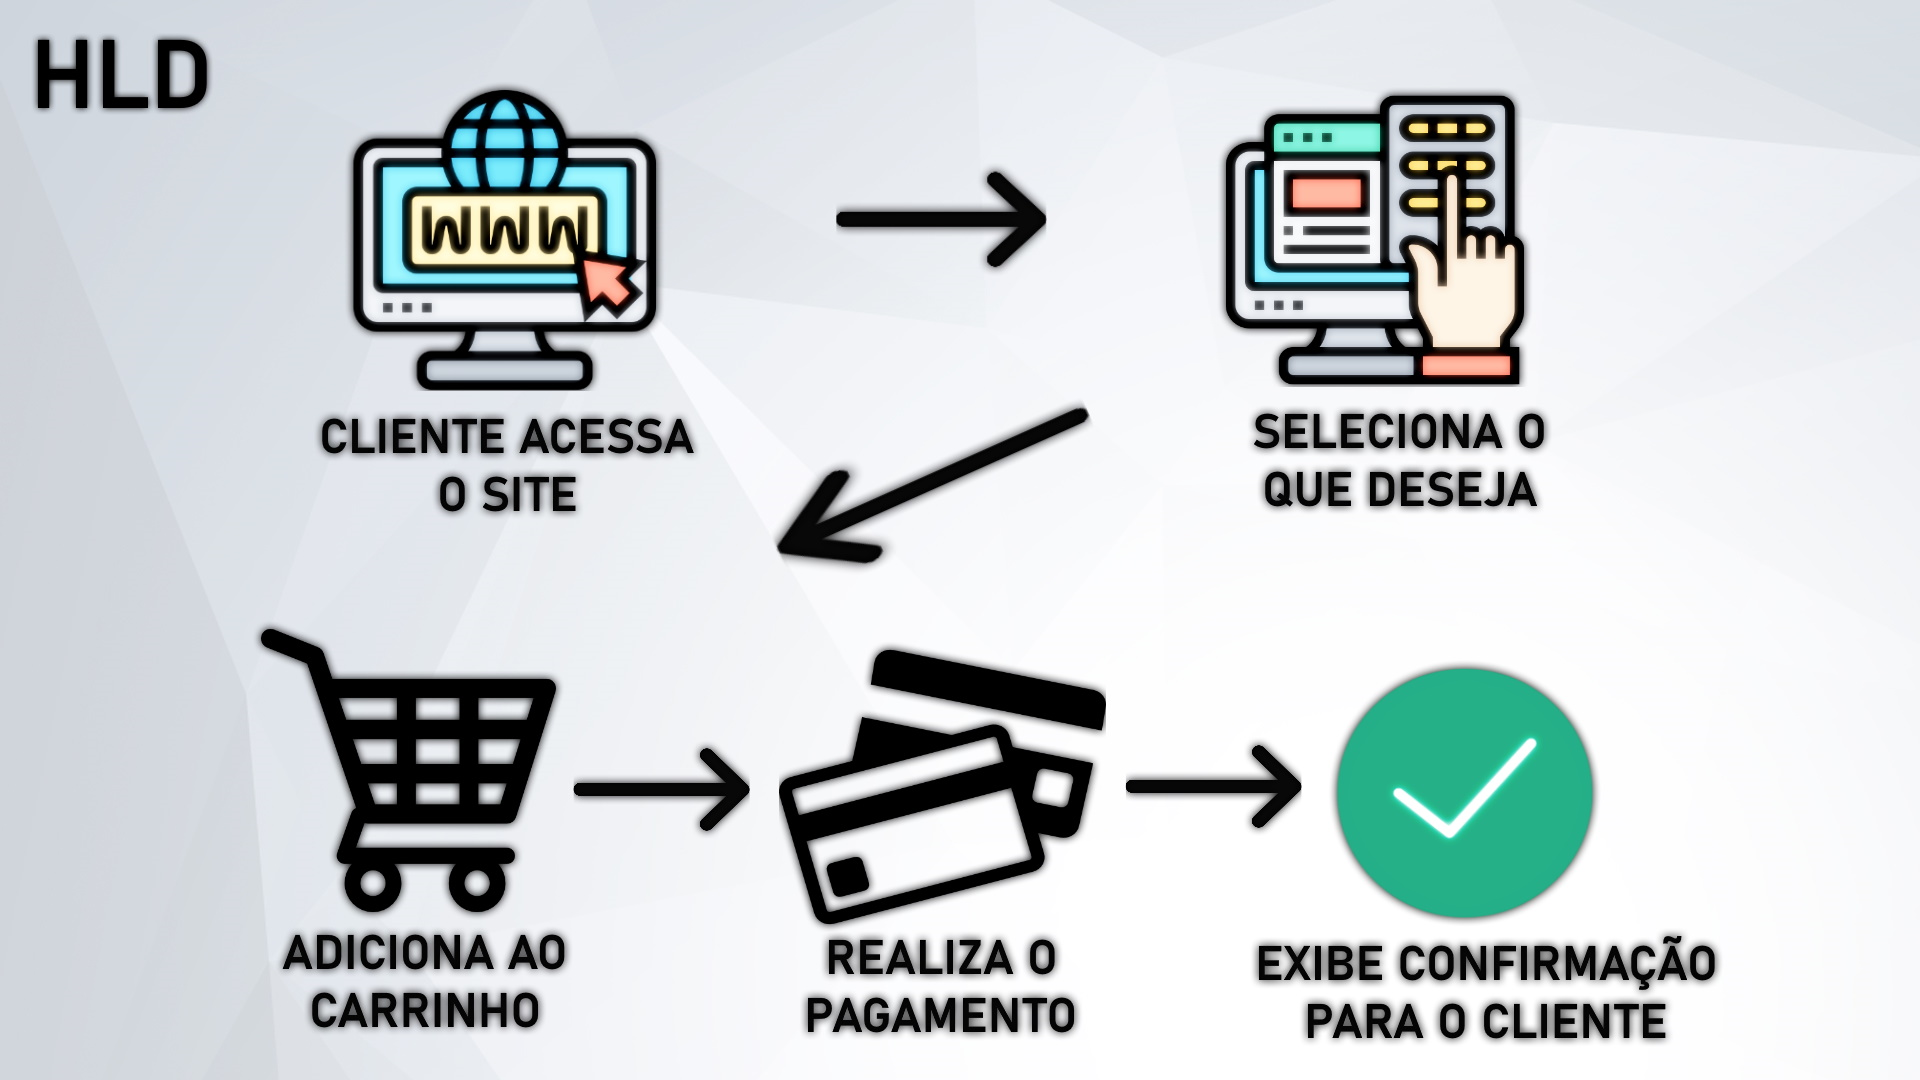 HLD
WWW
CLIENTE ACESSA
O SITE
SELECIONA O
QUE DESEJA
ADICIONA AO
CARRINHO
REALIZA O
PAGAMENTO
EXIBE CONFIRMAÇÃO
PARA O CLIENTE